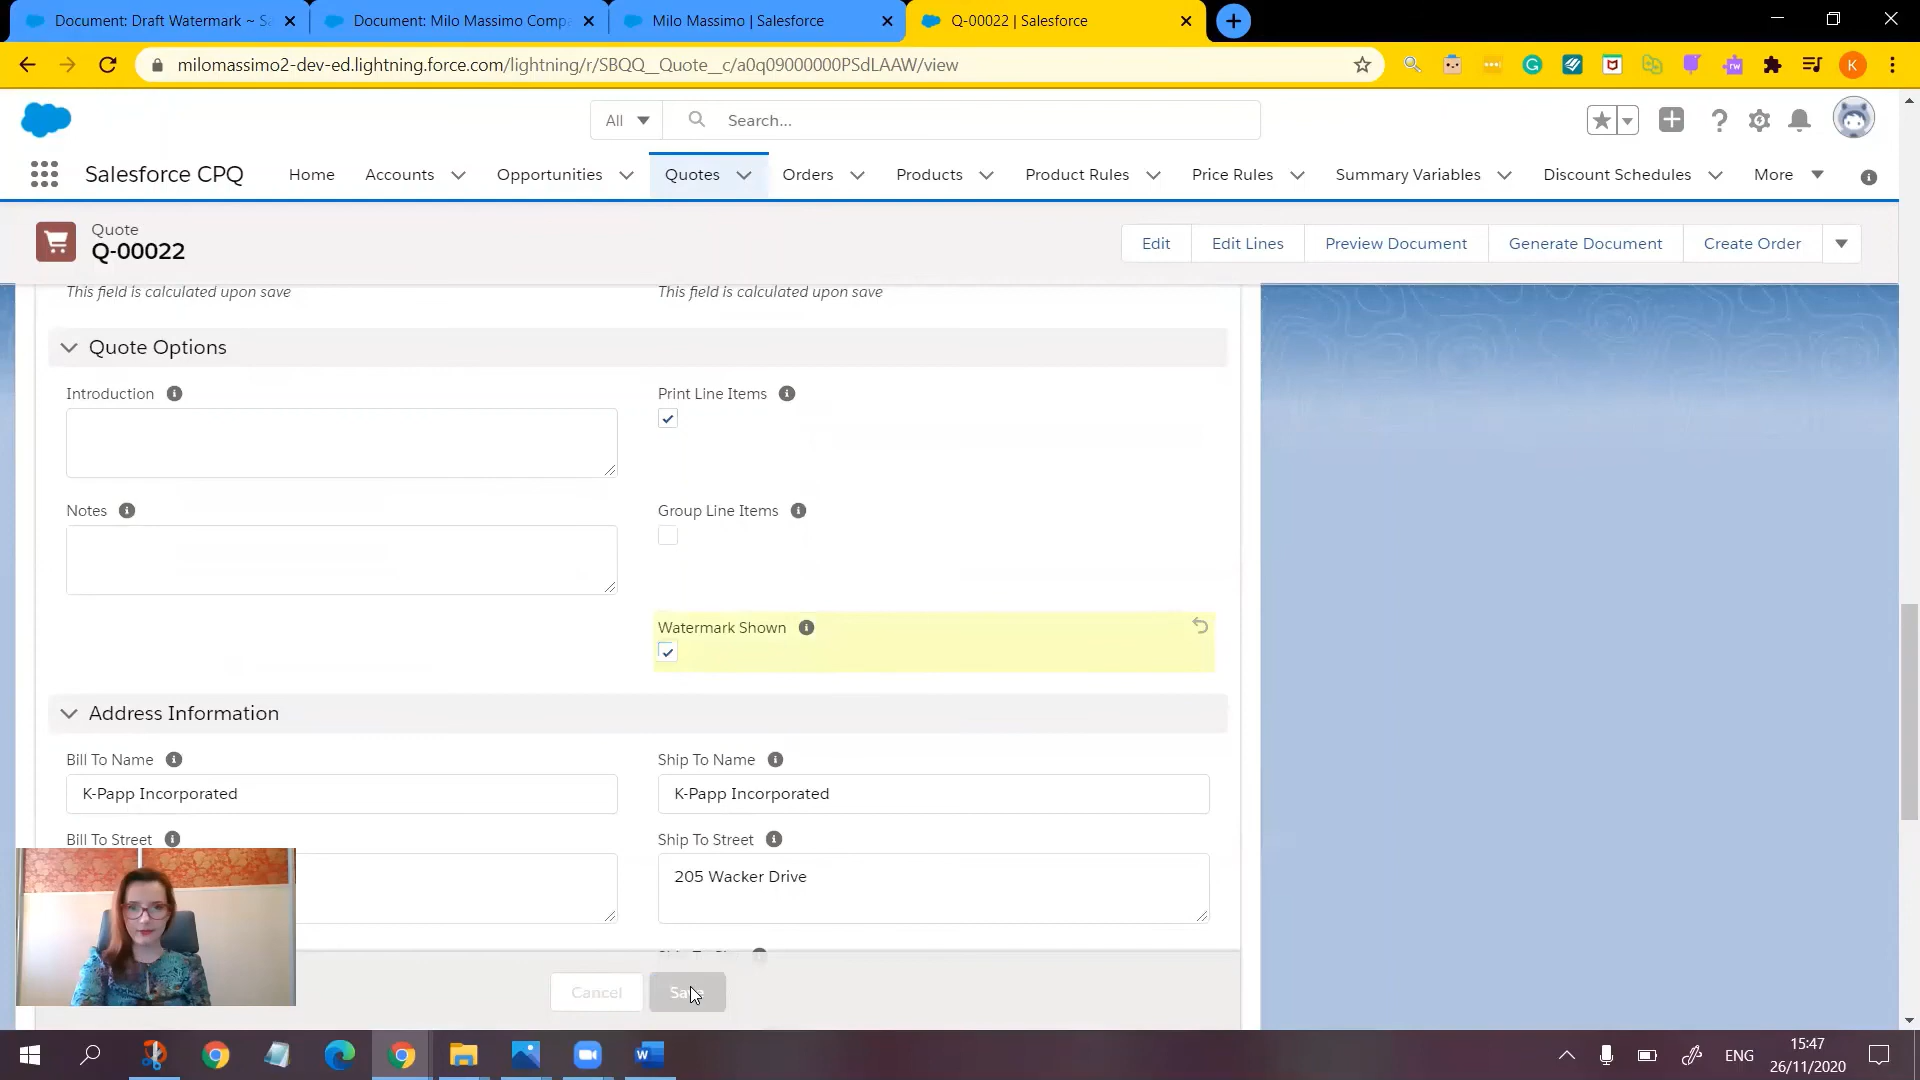 Document: Draft Watermark ~ S
Document: Milo Massimo Comp
Milo Massimo | Salesforce
Q-00022 | Salesforce
milomassimo2-dev-ed.lightning.force.com/lightning/r/SBQQ__Quote__c/a0q09000000PSdLAAW/view
K
All
Search...
Salesforce CPQ
Home
Accounts
Opportunities
Quotes
Orders
Products
Product Rules
Price Rules
Summary Variables
Discount Schedules
More
Quote
Q-00022
Edit
Edit Lines
Preview Document
Generate Document
Create Order
This field is calculated upon save
This field is calculated upon save
Quote Options
Introduction
Print Line Items
Notes
Group Line Items
Watermark Shown
Address Information
Bill To Name
Ship To Name
K-Papp Incorporated
K-Papp Incorporated
Bill To Street
Ship To Street
205 Wacker Drive
Cancel
Save
ENG
15:47
26/11/2020